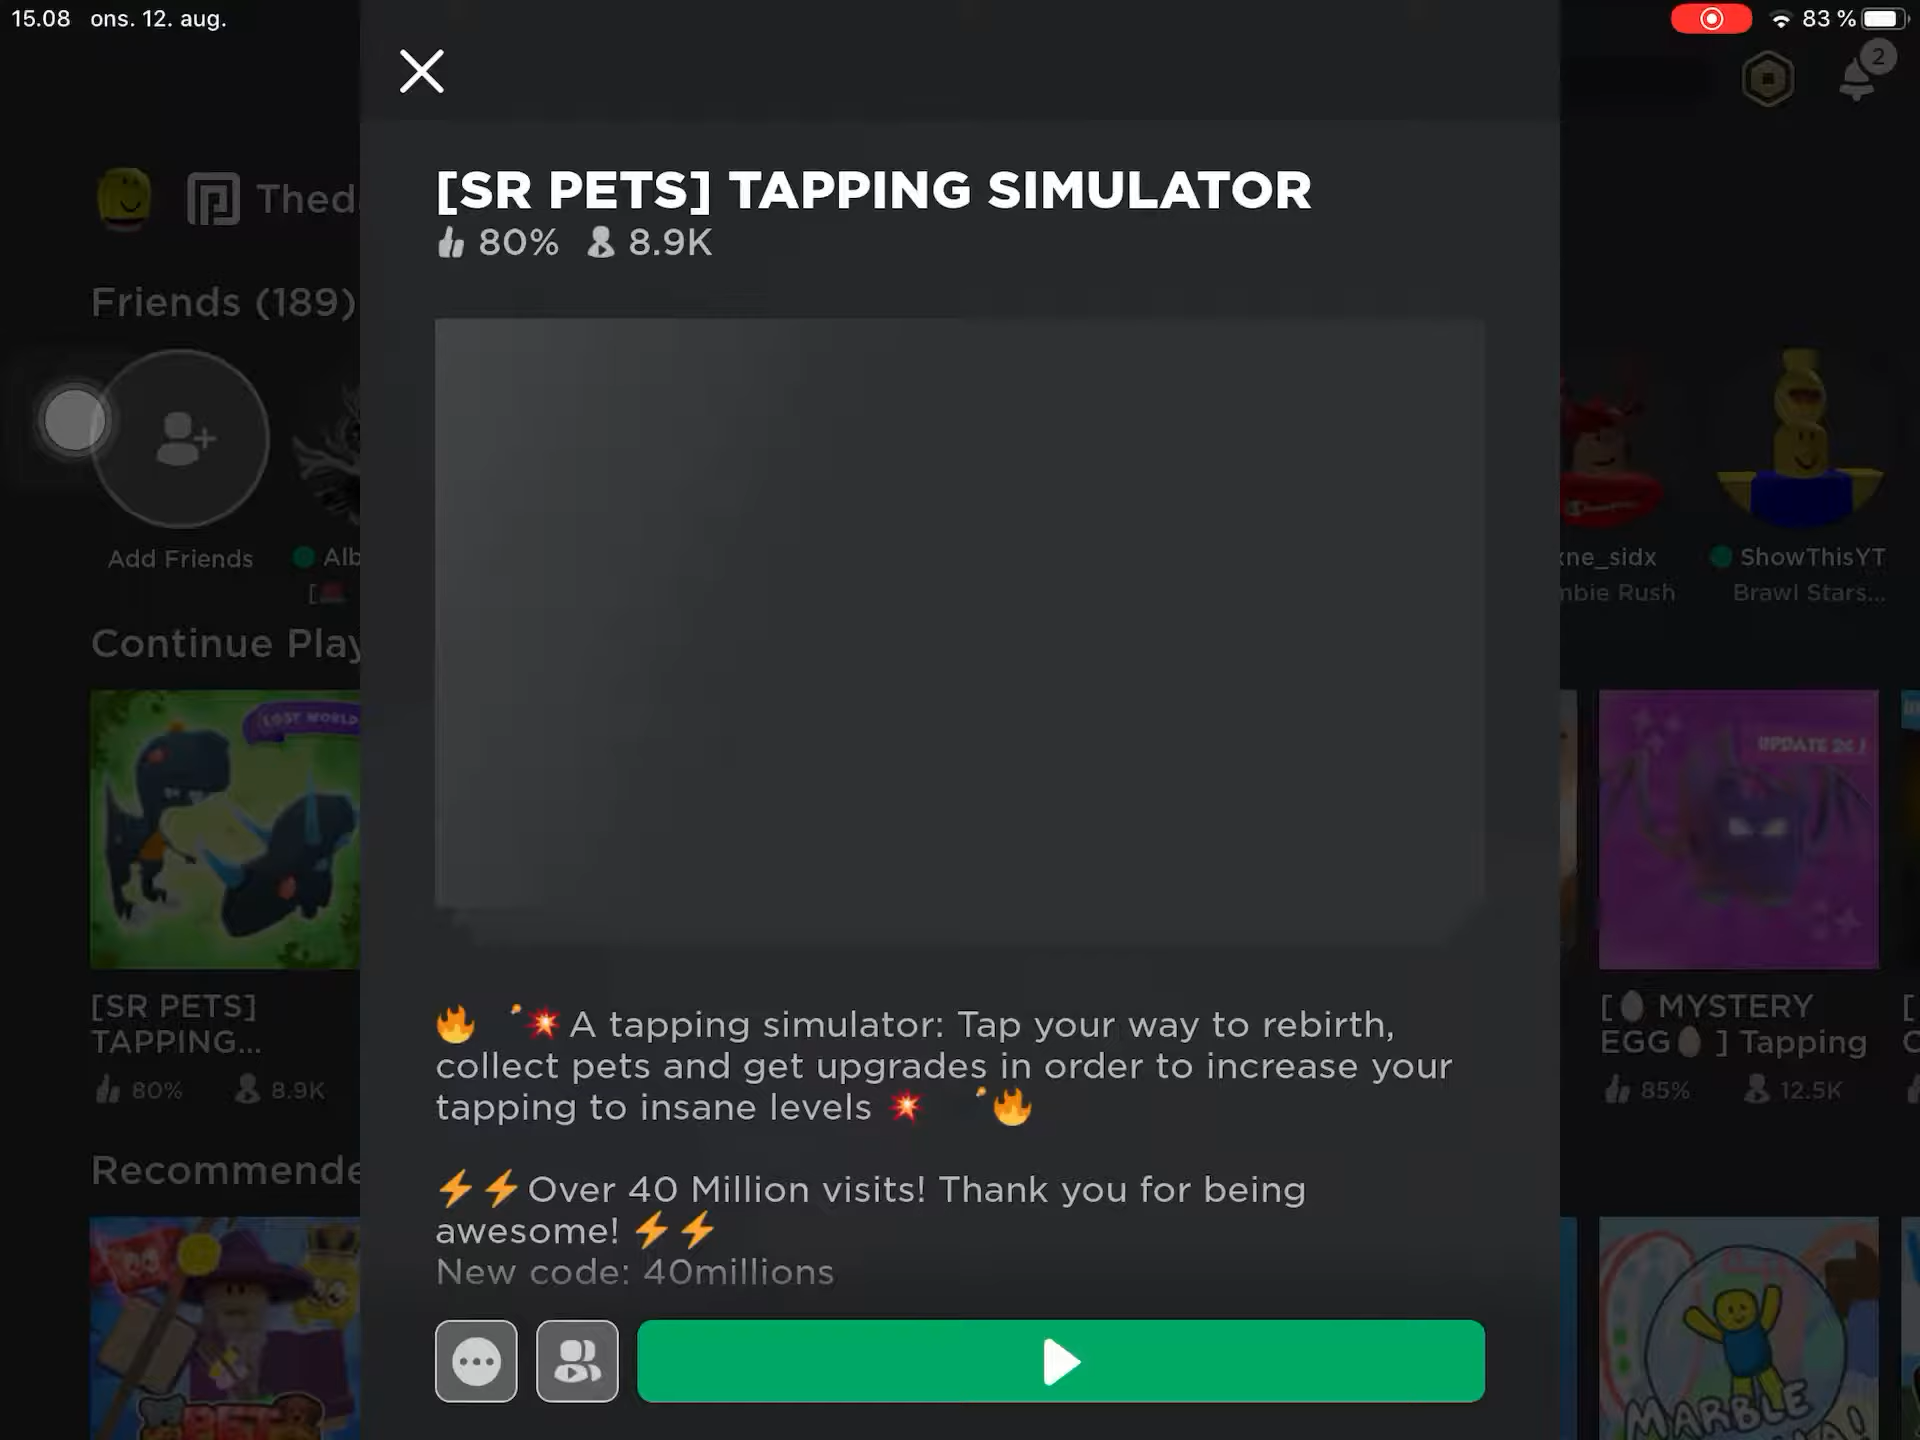 15.08 ons. 12. aug.
83 %
2
[SR PETS] TAPPING SIMULATOR
80% 8.9K
Thed
Friends (189)
Add Friends
Alb
xne_sidx
mbie Rush
ShowThisYT
Brawl Stars...
Continue Play
LOST WORLD
UPDATE 26!
[SR PETS]
TAPPING...
80% 8.9K
[🥚 MYSTERY
EGG🥚 ] Tapping
85% 12.5K
🔥 💥 A tapping simulator: Tap your way to rebirth,
collect pets and get upgrades in order to increase your
tapping to insane levels 💥 🔥
⚡⚡Over 40 Million visits! Thank you for being
awesome! ⚡⚡
New code: 40millions
Recommende
MARBLE